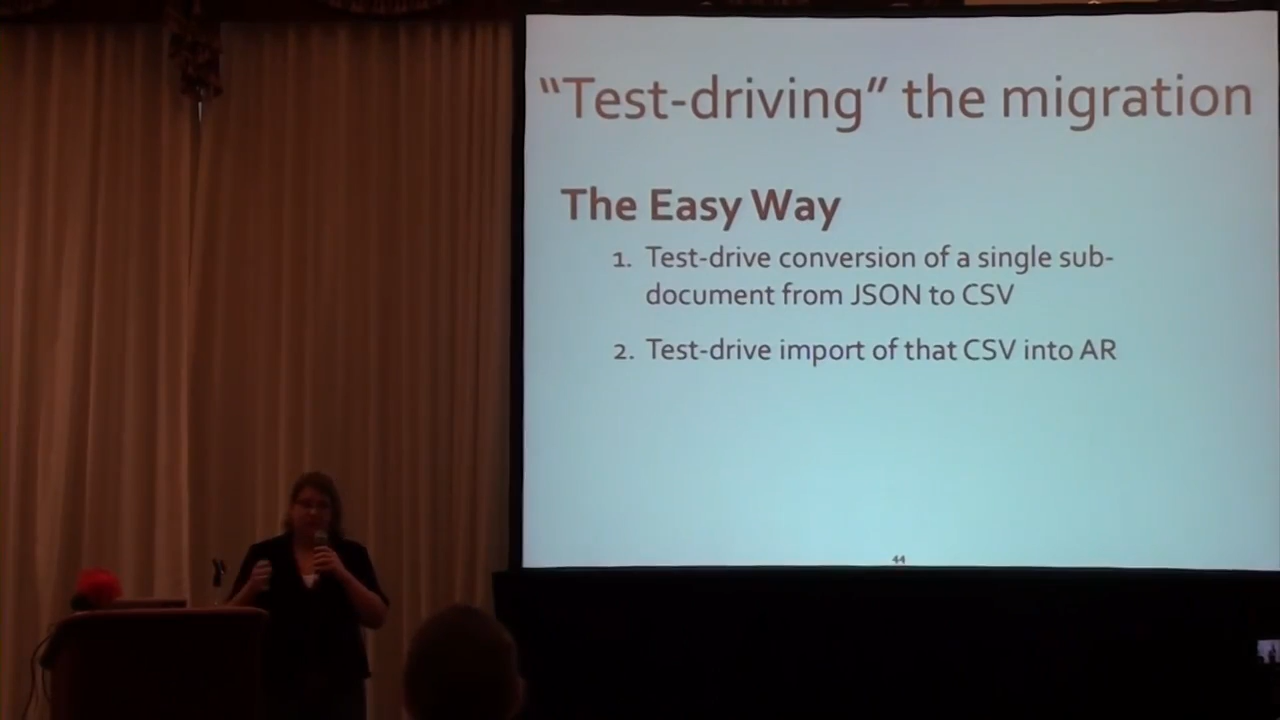 “Test-driving” the migration
The Easy Way
1. Test-drive conversion of a single sub-
document from JSON to CSV
2. Test-drive import of that CSV into AR
44